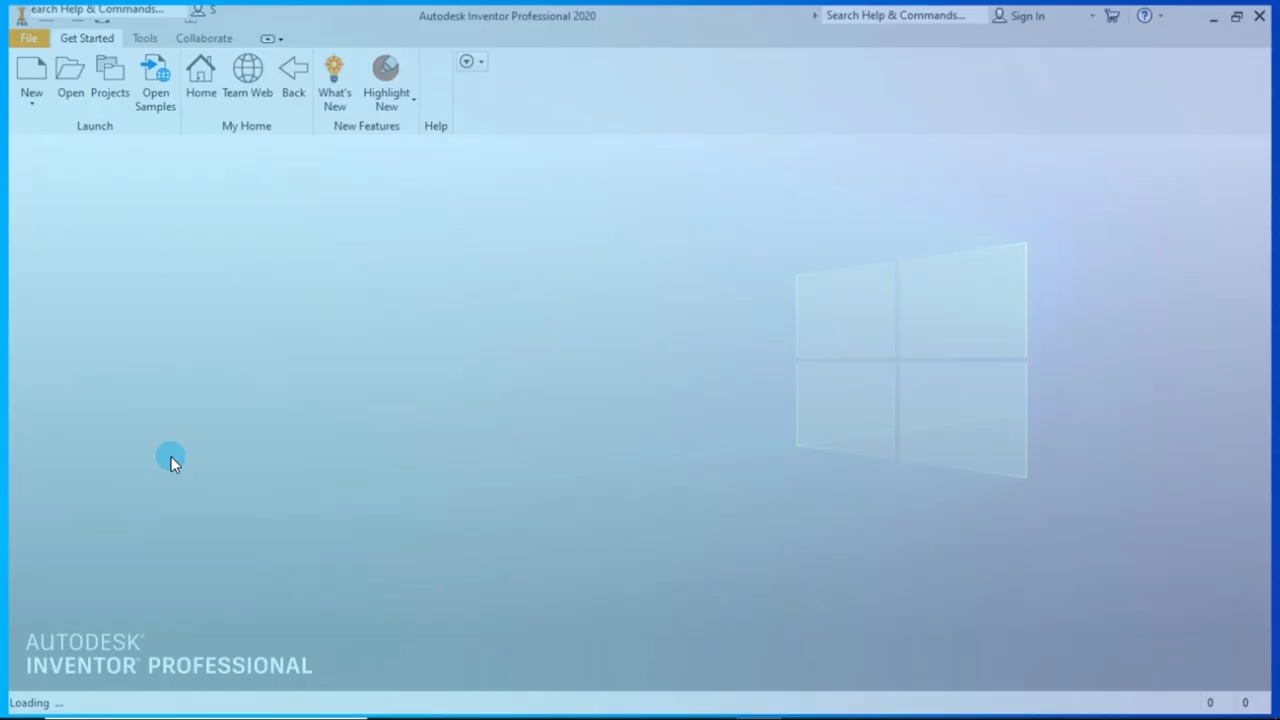 earch Help & Commands...
S
Autodesk Inventor Professional 2020
Search Help & Commands...
Sign In
File
Get Started
Tools
Collaborate
New
Open
Projects
Open
Samples
Home
Team Web
Back
What's
New
Highlight
New
Launch
My Home
New Features
Help
AUTODESK®
INVENTOR® PROFESSIONAL
Loading ...
0
0